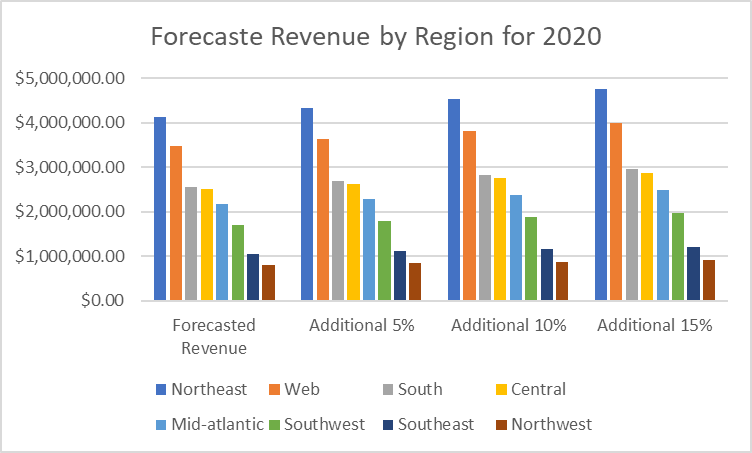 Forecaste Revenue by Region for 2020
$5,000,000.00
$4,000,000.00
$3,000,000.00
$2,000,000.00
$1,000,000.00
$0.00
Forecasted
Revenue
Additional 5%
Additional 10%
Additional 15%
Northeast
Web
South
Central
Mid-atlantic
Southwest
Southeast
Northwest